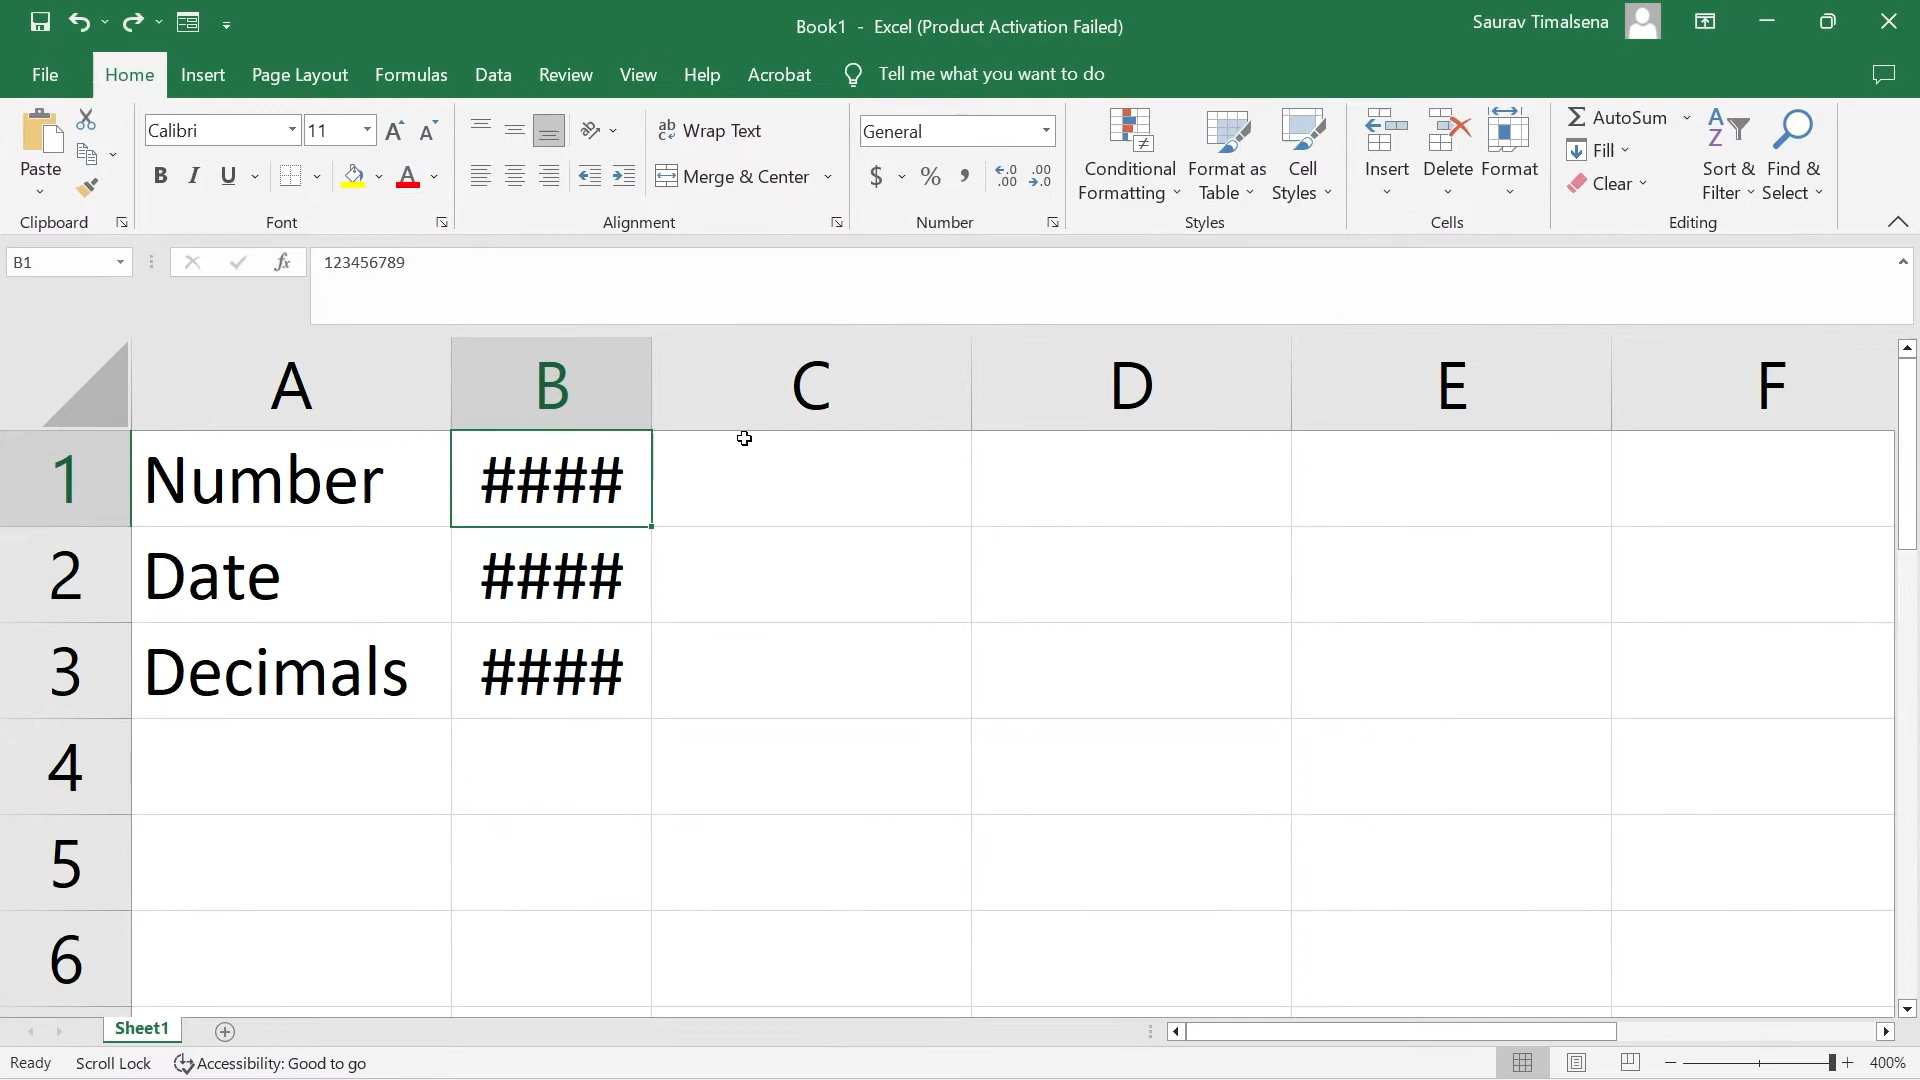 Book1 - Excel (Product Activation Failed)
Saurav Timalsena
File Home Insert Page Layout Formulas Data Review View Help Acrobat Tell me what you want to do
Paste
Clipboard
Calibri 11
B I U A
Font
Wrap Text
Merge & Center
Alignment
General
$ % , .00
Number
Conditional Formatting
Format as Table
Cell Styles
Styles
Insert Delete Format
Cells
AutoSum
Fill
Clear
Sort & Filter
Find & Select
Editing
B1 fx 123456789
A B C D E F
1 Number ####
2 Date ####
3 Decimals ####
4
5
6
Sheet1
Ready Scroll Lock Accessibility: Good to go 400%